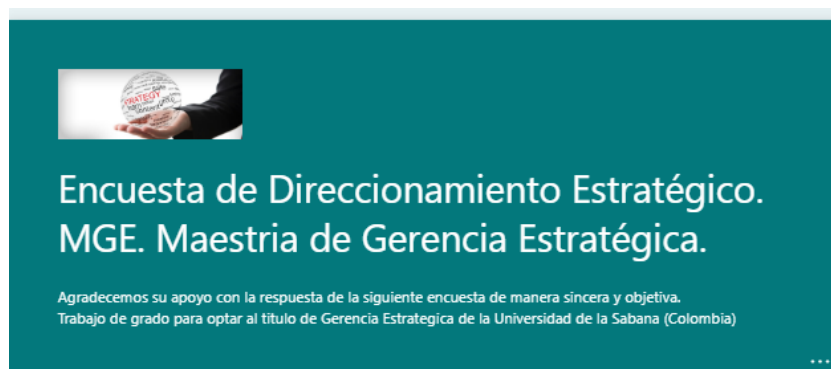 STRATEGY
Encuesta de Direccionamiento Estratégico.
MGE. Maestria de Gerencia Estratégica.
Agradecemos su apoyo con la respuesta de la siguiente encuesta de manera sincera y objetiva.
Trabajo de grado para optar al titulo de Gerencia Estrategica de la Universidad de la Sabana (Colombia)
...